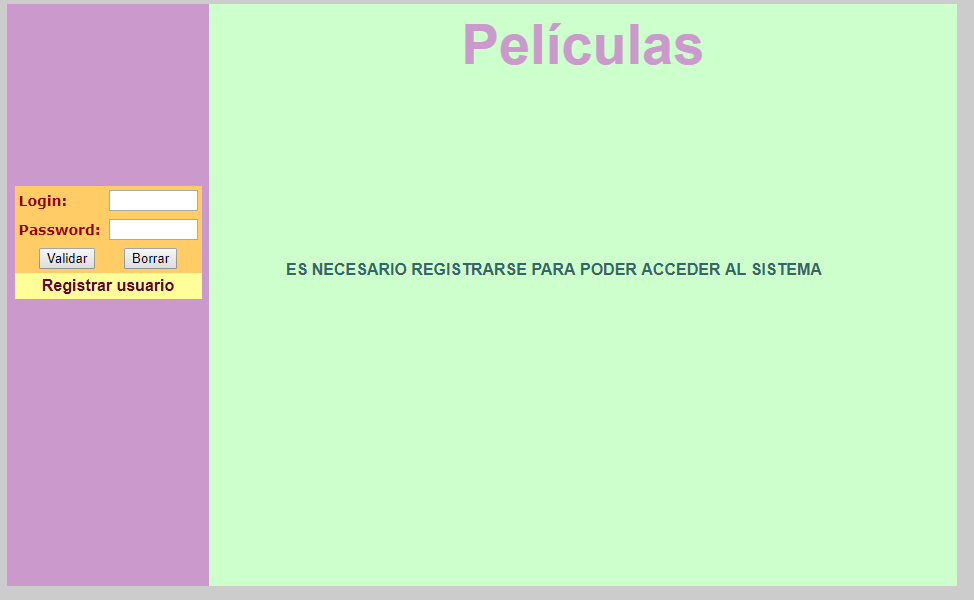 Películas
Login:
Password:
Validar Borrar
Registrar usuario
ES NECESARIO REGISTRARSE PARA PODER ACCEDER AL SISTEMA